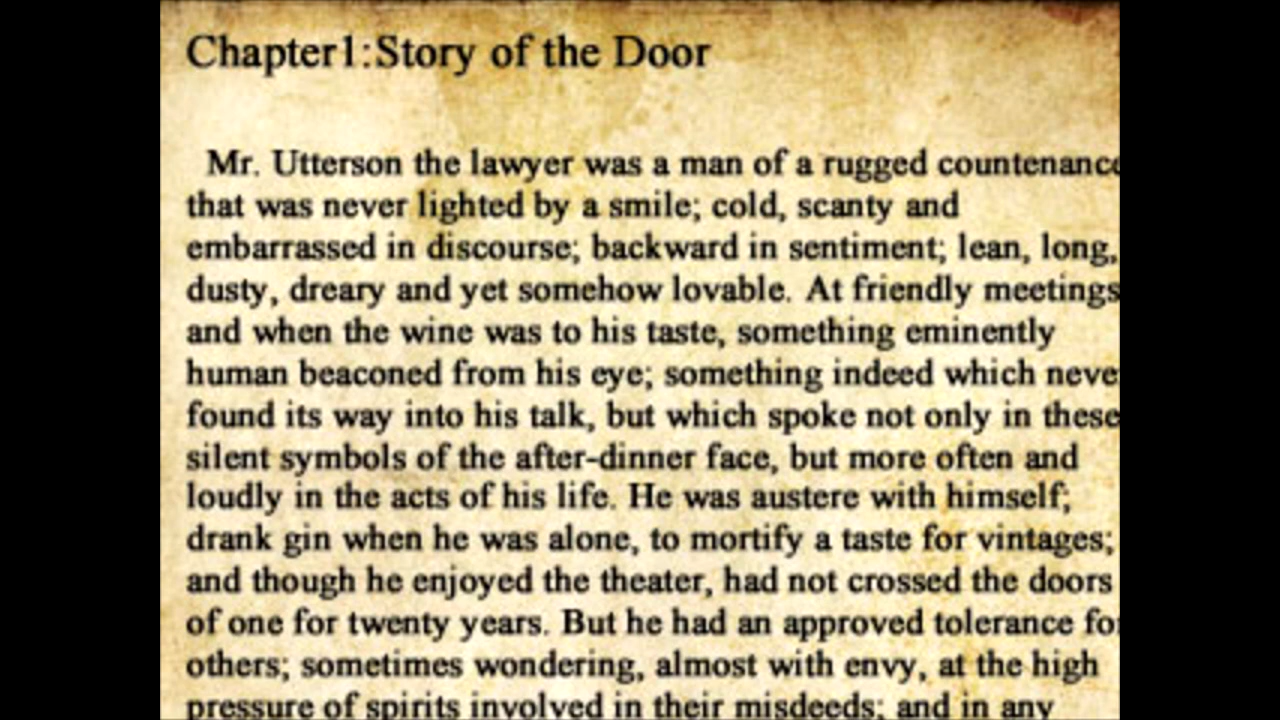 Chapter1:Story of the Door
Mr. Utterson the lawyer was a man of a rugged countenance
that was never lighted by a smile; cold, scanty and
embarrassed in discourse; backward in sentiment; lean, long,
dusty, dreary and yet somehow lovable. At friendly meetings
and when the wine was to his taste, something eminently
human beaconed from his eye; something indeed which neve
found its way into his talk, but which spoke not only in these
silent symbols of the after-dinner face, but more often and
loudly in the acts of his life. He was austere with himself;
drank gin when he was alone, to mortify a taste for vintages;
and though he enjoyed the theater, had not crossed the doors
of one for twenty years. But he had an approved tolerance for
others; sometimes wondering, almost with envy, at the high
pressure of spirits involved in their misdeeds; and in any